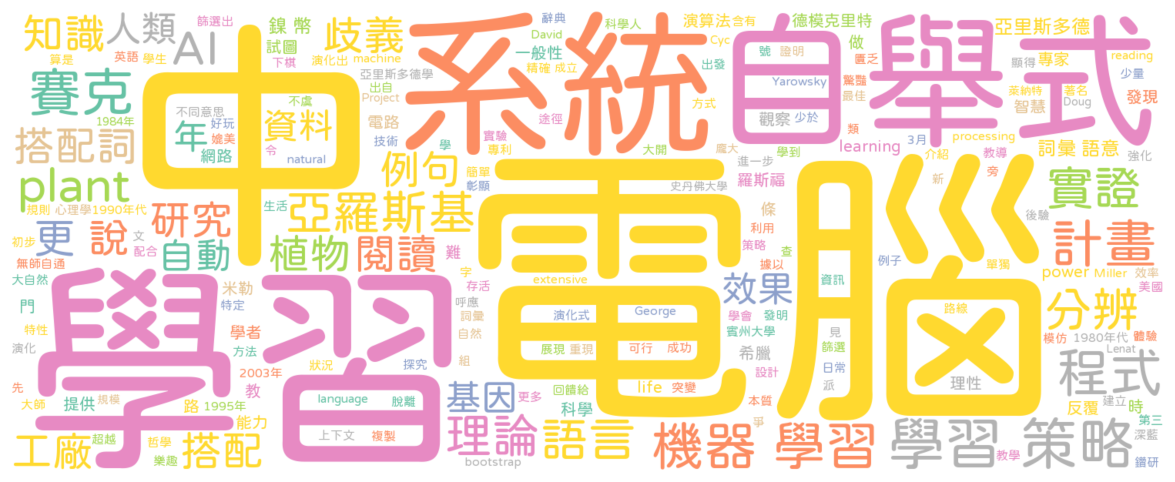 知識
人類
AI
中
歧義
系統
自舉式
電腦
學習
篩選出
鎳幣
試圖
下棋
算是
英語
學生
演化出
machine
辭典
David
一般性
精確
成立
科學人
Cyc
演算法
含有
出發
德模克里特
做
號
證明
匱乏
Yarowsky
驚豔
最佳
觀察
少於
類
learning
3月
亞里斯多德
顯得
專家
reading
少量
萊納特
著名
智慧
Doug
發現
processing
介紹
教導
新
旁
詞彙
語意
強化
賽克
1984年
搭配詞
plant
規則
心理學
1990年代
不同意思
好玩
媲美
年
網路
不虞
資料
令
natural
亞里斯多德學
出自
Project
電路
技術
學
例句
實驗
專利
途徑
方式
大開
龐大
學到
進一步
簡單
彰顯
史丹佛大學
羅斯福
條
利用
生活
亞羅斯基
更
說
研究
文
配合
初步
無師自通
大自然
自動
植物
閱讀
難
字
存活
呼應
詞彙
自然
組
extensive
演化式
George
展現
重現
可行
成功
策略
查
據以
效果
資訊
例子
單獨
後驗
實證
計畫
power
Miller
效率
美國
分辨
路線
模仿
1980年代
體驗
Lenat
程式
門
特性
演化
米勒
特定
學者
方法
2003年
狀況
探究
先
大師
提供
規模
路
1995年
教
能力
language
脫離
上下文
複製
基因
更多
回饋給
科學
life
突變
學會
發明
賓州大學
希臘
設計
派
本質
爭
見
篩選
日常
理性
反覆
建立
時
第三
深藍
鑽研
工廠
超越
哲學
樂趣
搭配
理論
語言
bootstrap
機器
學習
學習
教學
策略